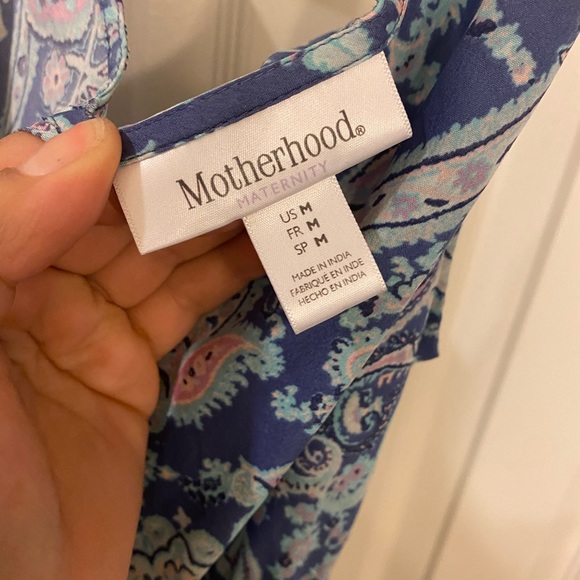 Motherhood®
MATERNITY
US M
FR M
SP M
MADE IN INDIA
FABRIQUE EN INDE
HECHO EN INDIA